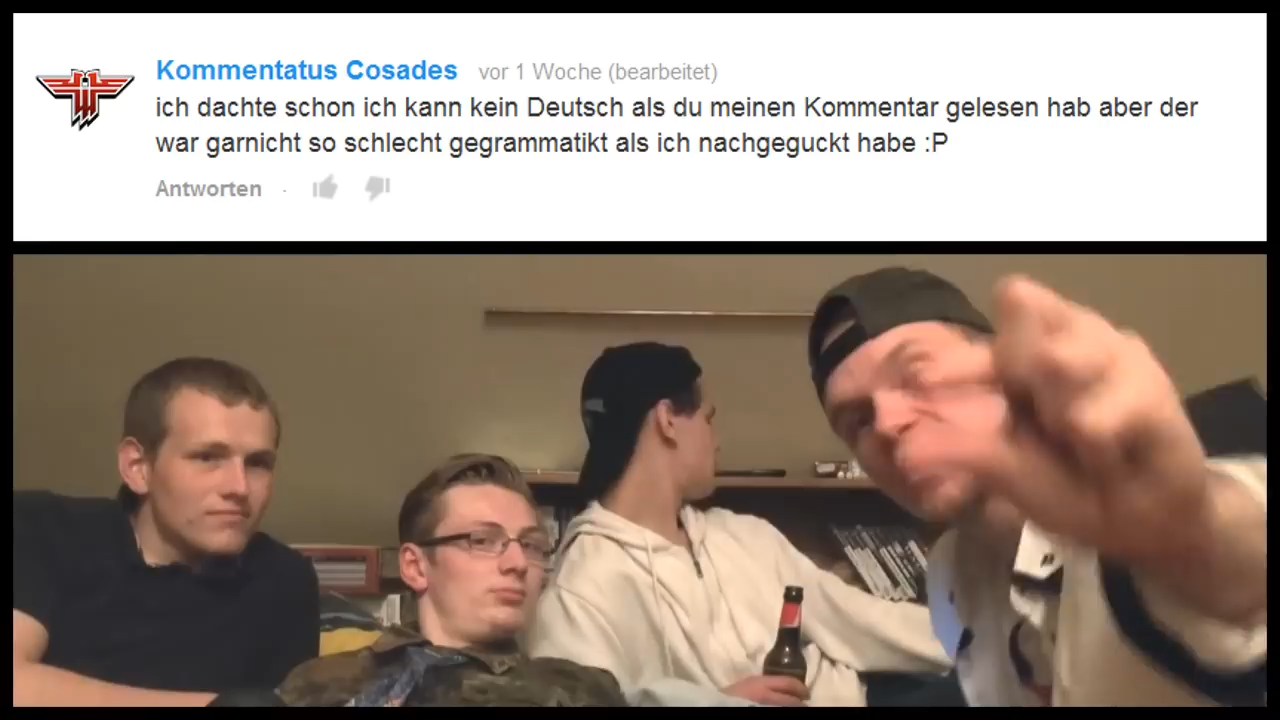 Kommentatus Cosades vor 1 Woche (bearbeitet)
ich dachte schon ich kann kein Deutsch als du meinen Kommentar gelesen hab aber der
war garnicht so schlecht gegrammatikt als ich nachgeguckt habe :P
Antworten ·